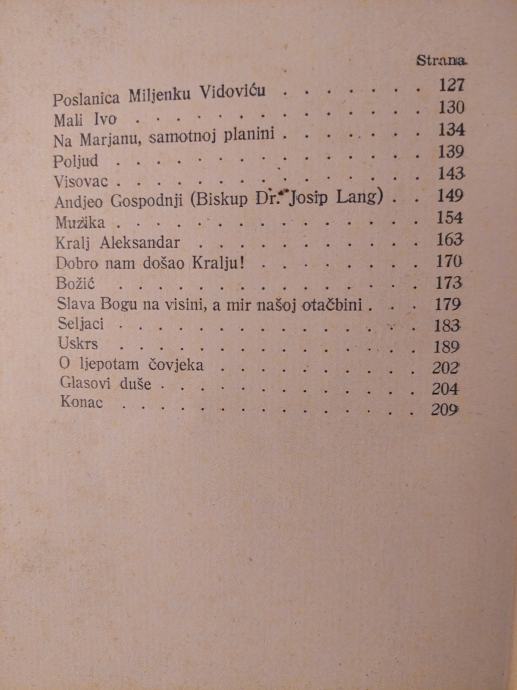 Strana
Poslanica Miljenku Vidoviću . . . . . . . 127
Mali Ivo . . . . . . . . . . . . . 130
Na Marjanu, samotnoj planini . . . . . . . 134
Poljud . . . . . . . . . . . . . . 139
Visovac . . . . . . . . . . . . . . 143
Andjeo Gospodnji (Biskup Dr. Josip Lang) . . 149
Muzika . . . . . . . . . . . . . . 154
Kralj Aleksandar . . . . . . . . . . 163
Dobro nam došao Kralju! . . . . . . . . 170
Božić . . . . . . . . . . . . . . 173
Slava Bogu na visini, a mir našoj otačbini . . . 179
Seljaci . . . . . . . . . . . . . . 183
Uskrs . . . . . . . . . . . . . . 189
O ljepotam čovjeka . . . . . . . . . 202
Glasovi duše . . . . . . . . . . . . 204
Konac . . . . . . . . . . . . . . 209